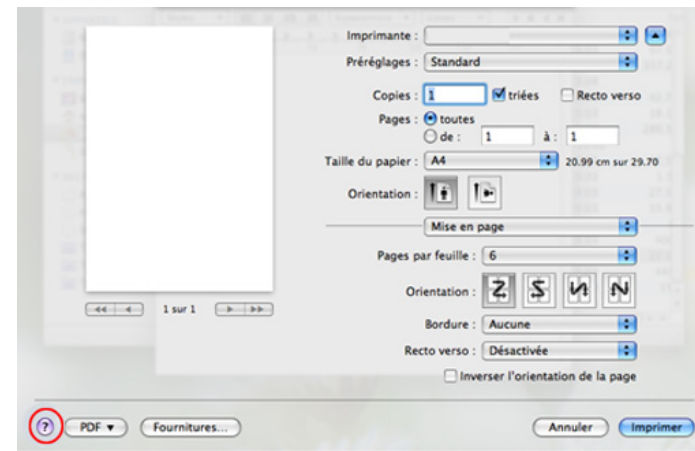 Imprimante :
Préréglages : Standard
Copies : 1 triées Recto verso
Pages : toutes
de : 1 à : 1
Taille du papier : A4 20.99 cm sur 29.70
Orientation :
Mise en page
Pages par feuille : 6
Orientation :
1 sur 1
Bordure : Aucune
Recto verso : Désactivée
Inverser l'orientation de la page
? PDF Fournitures... Annuler Imprimer